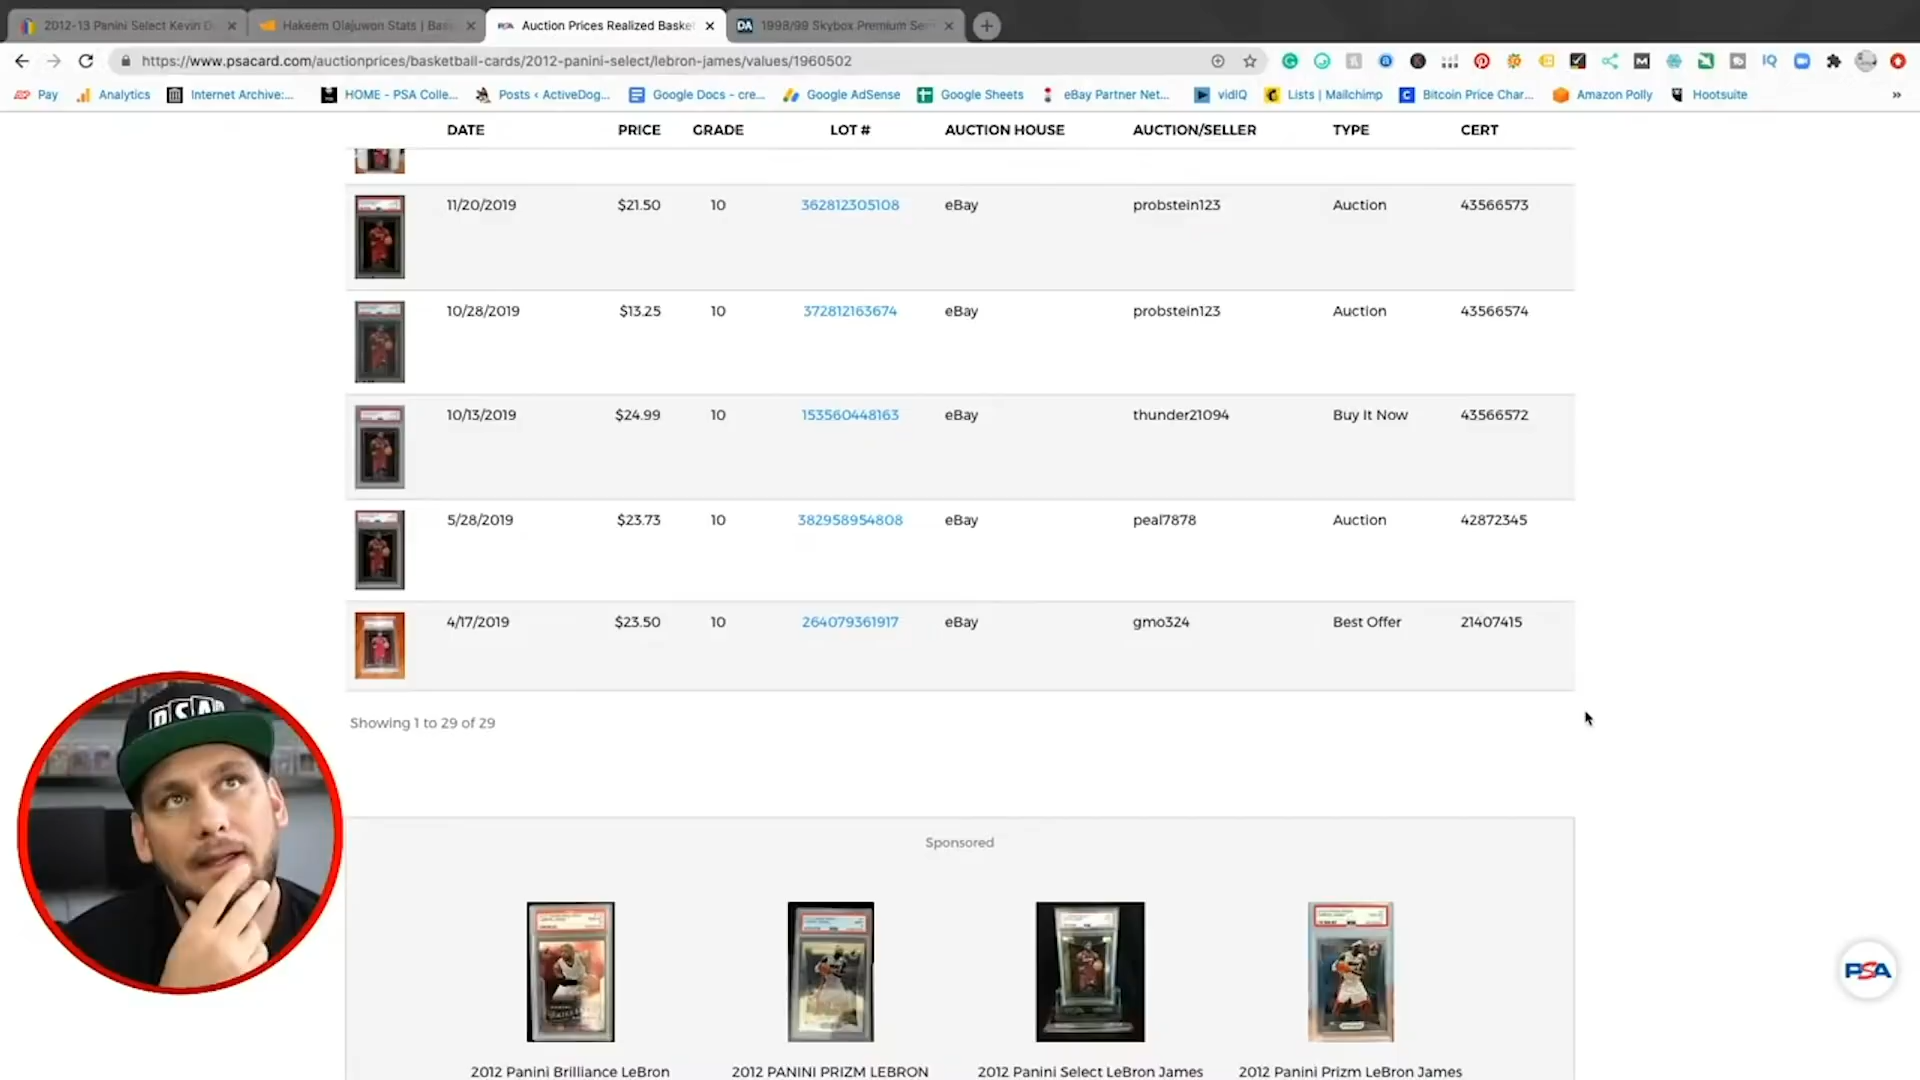 2012-13 Panini Select Kevin D
Hakeem Olajuwon Stats | Bas
PSA Auction Prices Realized Basket
DA 1998/99 Skybox Premium Seri
https://www.psacard.com/auctionprices/basketball-cards/2012-panini-select/lebron-james/values/1960502
Pay
Analytics
Internet Archive:...
HOME - PSA Colle...
Posts ‹ ActiveDog...
Google Docs - cre...
Google AdSense
Google Sheets
eBay Partner Net...
vidIQ
Lists | Mailchimp
Bitcoin Price Char...
Amazon Polly
Hootsuite
»
DATE PRICE GRADE LOT # AUCTION HOUSE AUCTION/SELLER TYPE CERT
11/20/2019 $21.50 10 362812305108 eBay probstein123 Auction 43566573
10/28/2019 $13.25 10 372812163674 eBay probstein123 Auction 43566574
10/13/2019 $24.99 10 153560448163 eBay thunder21094 Buy It Now 43566572
5/28/2019 $23.73 10 382958954808 eBay peal7878 Auction 42872345
4/17/2019 $23.50 10 264079361917 eBay gmo324 Best Offer 21407415
Showing 1 to 29 of 29
Sponsored
PSA
2012 Panini Brilliance LeBron
2012 PANINI PRIZM LEBRON
2012 Panini Select LeBron James
2012 Panini Prizm LeBron James